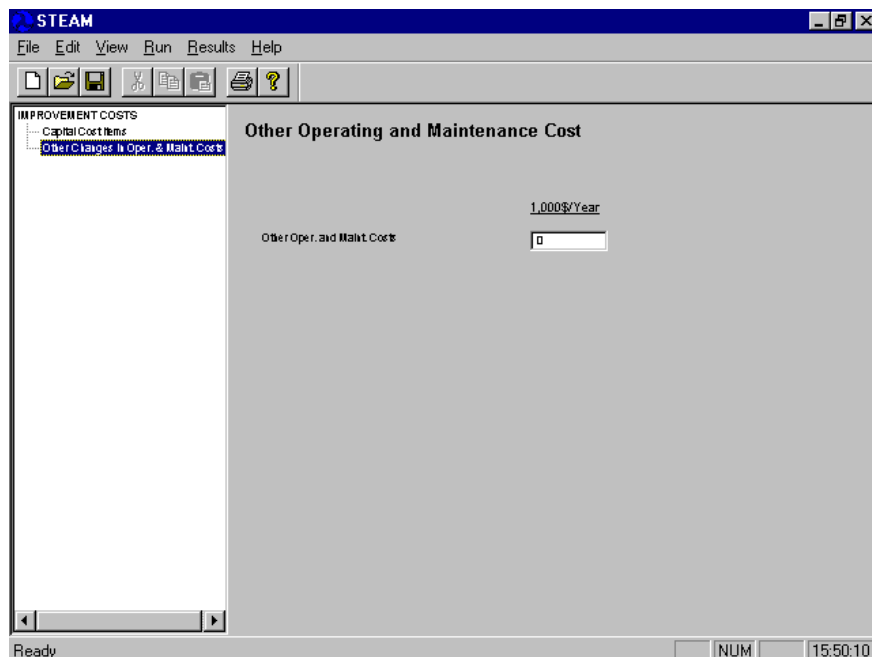 STEAM
File Edit View Run Results Help
IMPROVEMENT COSTS
Capital Cost Items
Other Changes in Oper. & Maint. Costs
Other Operating and Maintenance Cost
1,000$/Year
Other Oper. and Maint. Costs
0
Ready
NUM
15:50:10